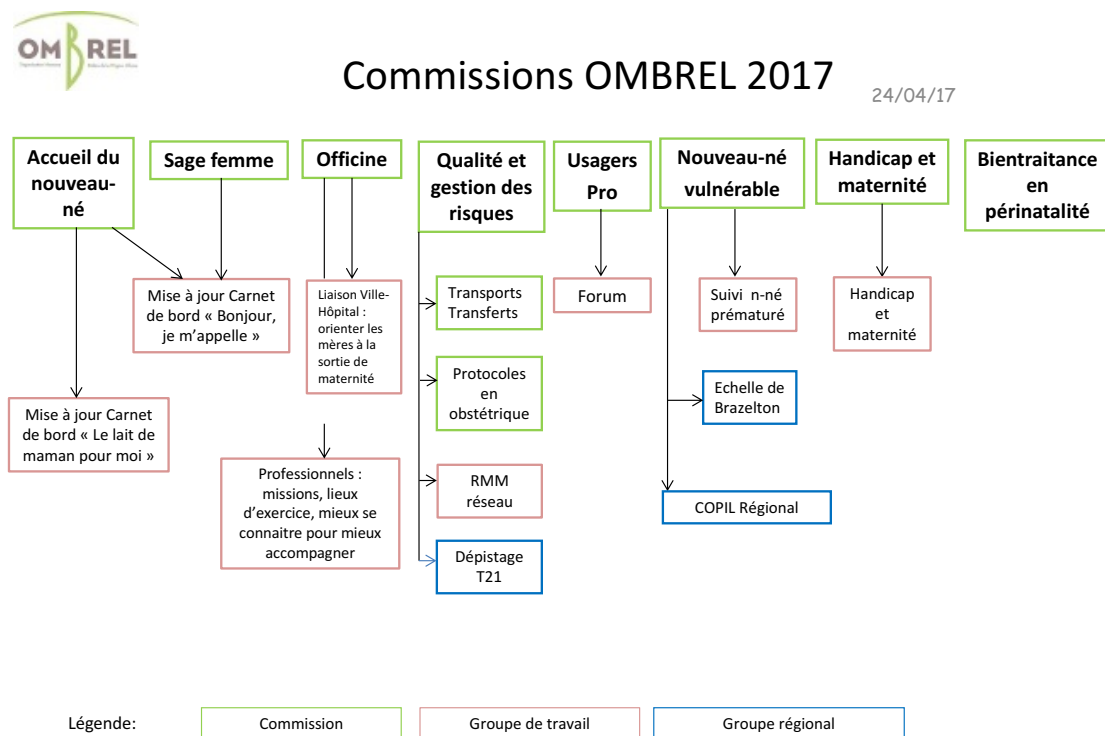 OMBREL
Commissions OMBREL 2017
24/04/17
Accueil du
nouveau-
né
Sage femme
Officine
Qualité et
gestion des
risques
Usagers
Pro
Nouveau-né
vulnérable
Handicap et
maternité
Bientraitance
en
périnatalité
Mise à jour Carnet
de bord « Bonjour,
je m’appelle »
Liaison Ville-
Hôpital :
orienter les
mères à la
sortie de
maternité
Transports
Transferts
Forum
Suivi n-né
prématuré
Handicap
et
maternité
Protocoles
en
obstétrique
Echelle de
Brazelton
Mise à jour Carnet
de bord « Le lait de
maman pour moi »
Professionnels :
missions, lieux
d’exercice, mieux se
connaitre pour mieux
accompagner
RMM
réseau
COPIL Régional
Dépistage
T21
Légende:
Commission
Groupe de travail
Groupe régional